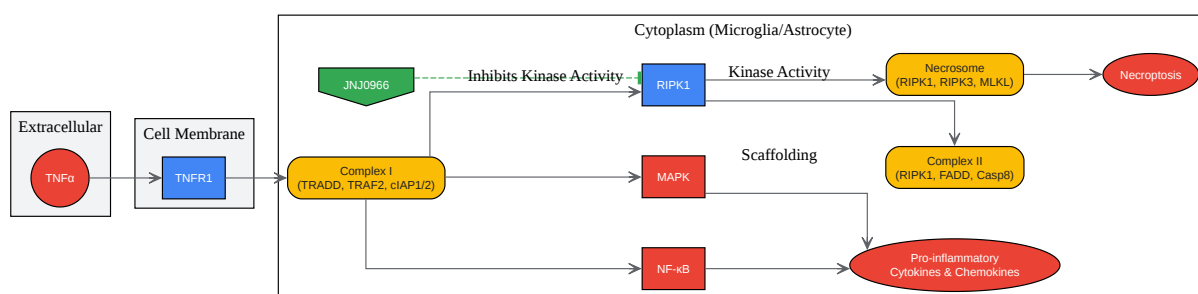 Cytoplasm (Microglia/Astrocyte)
JNJ0966
Inhibits Kinase Activity
RIPK1
Kinase Activity
Necrosome
(RIPK1, RIPK3, MLKL)
Necroptosis
Extracellular
TNFα
Cell Membrane
TNFR1
Complex I
(TRADD, TRAF2, cIAP1/2)
MAPK
Scaffolding
Complex II
(RIPK1, FADD, Casp8)
NF-κB
Pro-inflammatory
Cytokines & Chemokines